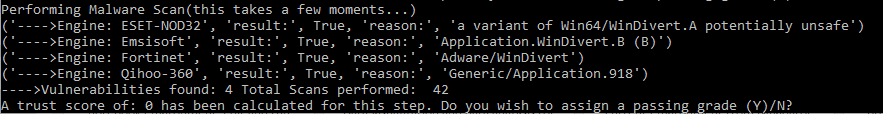 Performing Malware Scan(this takes a few moments...)
('---->Engine: ESET-NOD32', 'result:', True, 'reason:', 'a variant of Win64/WinDivert.A potentially unsafe')
('---->Engine: Emsisoft', 'result:', True, 'reason:', 'Application.WinDivert.B (B)')
('---->Engine: Fortinet', 'result:', True, 'reason:', 'Adware/WinDivert')
('---->Engine: Qihoo-360', 'result:', True, 'reason:', 'Generic/Application.918')
---->Vulnerabilities found: 4 Total Scans performed:  42
A trust score of: 0 has been calculated for this step. Do you wish to assign a passing grade (Y)/N?